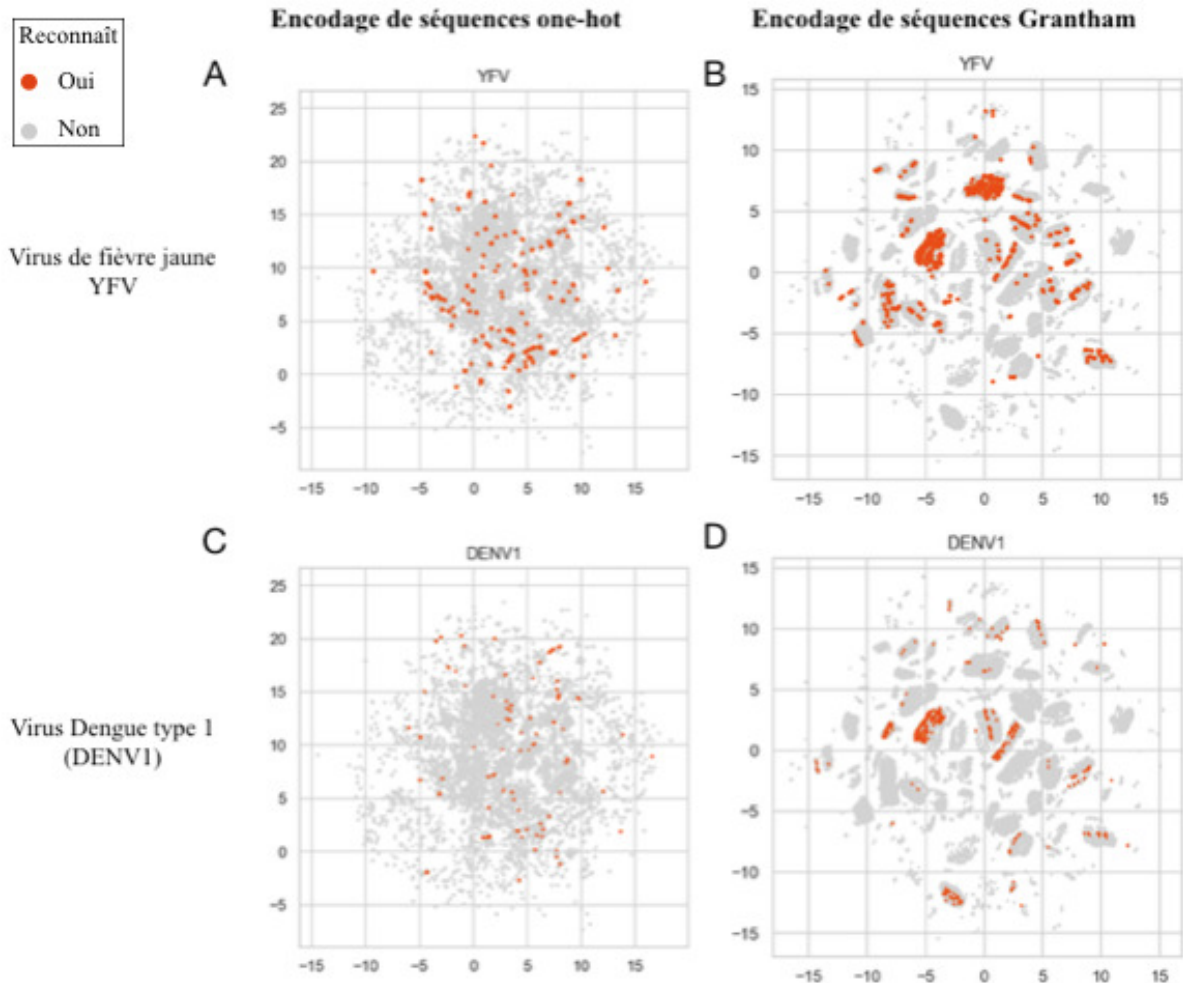 Encodage de séquences one-hot
Encodage de séquences Grantham
Reconnaît
Oui
Non
A
YFV
25
20
15
10
5
0
−5
−15 −10 −5 0 5 10 15
B
YFV
15
10
5
0
−5
−10
−15
−15 −10 −5 0 5 10 15
Virus de fièvre jaune
YFV
C
DENV1
25
20
15
10
5
0
−5
−15 −10 −5 0 5 10 15
D
DENV1
15
10
5
0
−5
−10
−15
−15 −10 −5 0 5 10 15
Virus Dengue type 1
(DENV1)